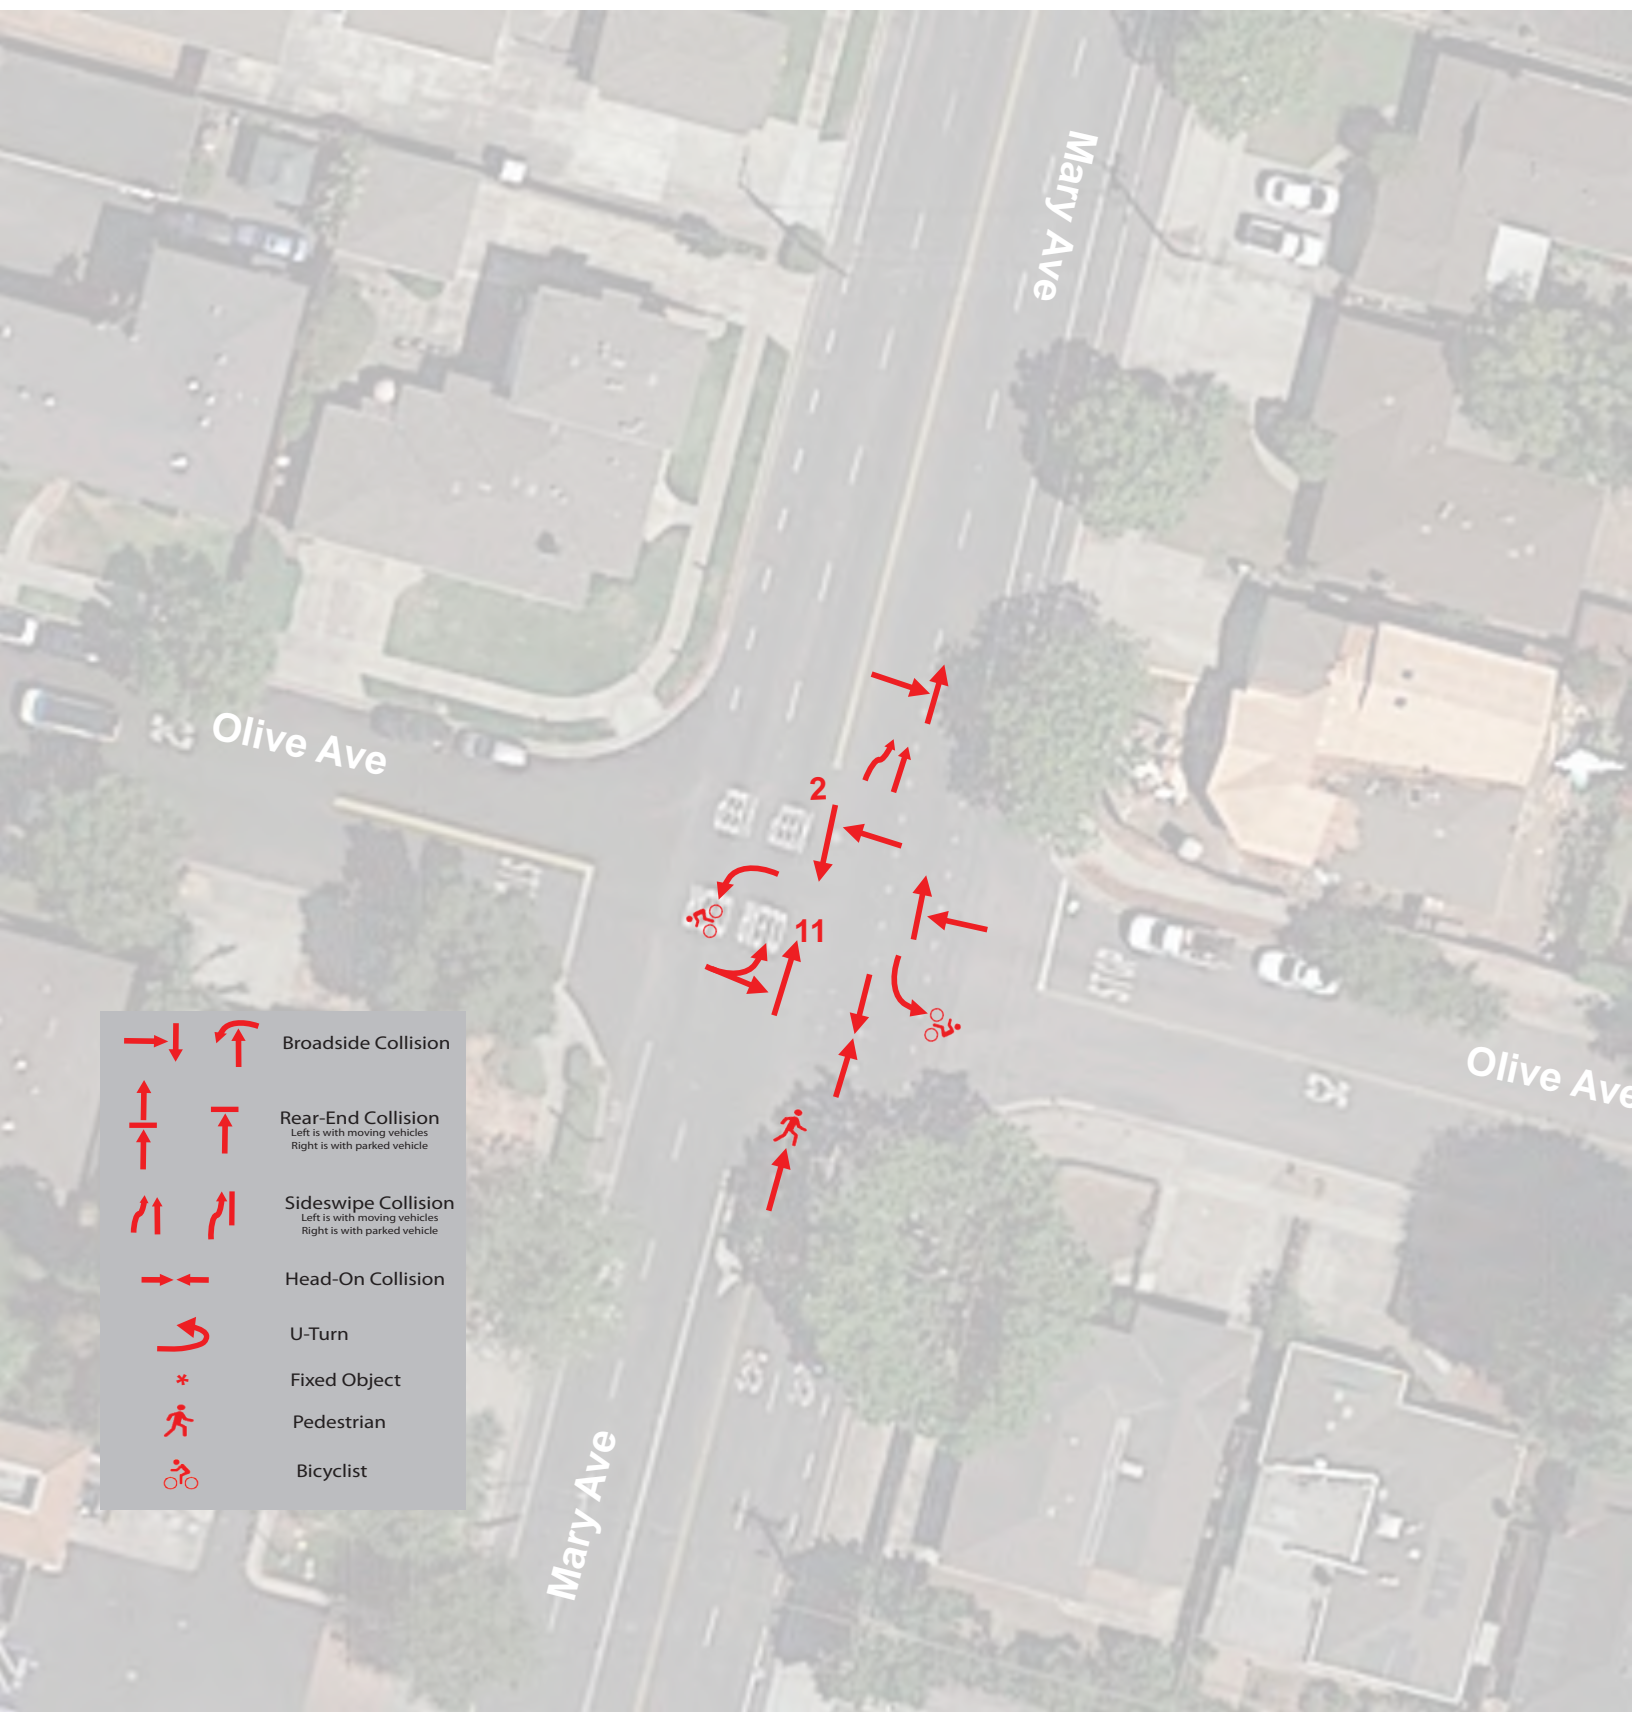 Mary Ave
Olive Ave
2
11
STOP
Olive Ave
Broadside Collision
Rear-End Collision
Left is with moving vehicles
Right is with parked vehicle
Sideswipe Collision
Left is with moving vehicles
Right is with parked vehicle
Head-On Collision
U-Turn
Fixed Object
Pedestrian
Bicyclist
Mary Ave